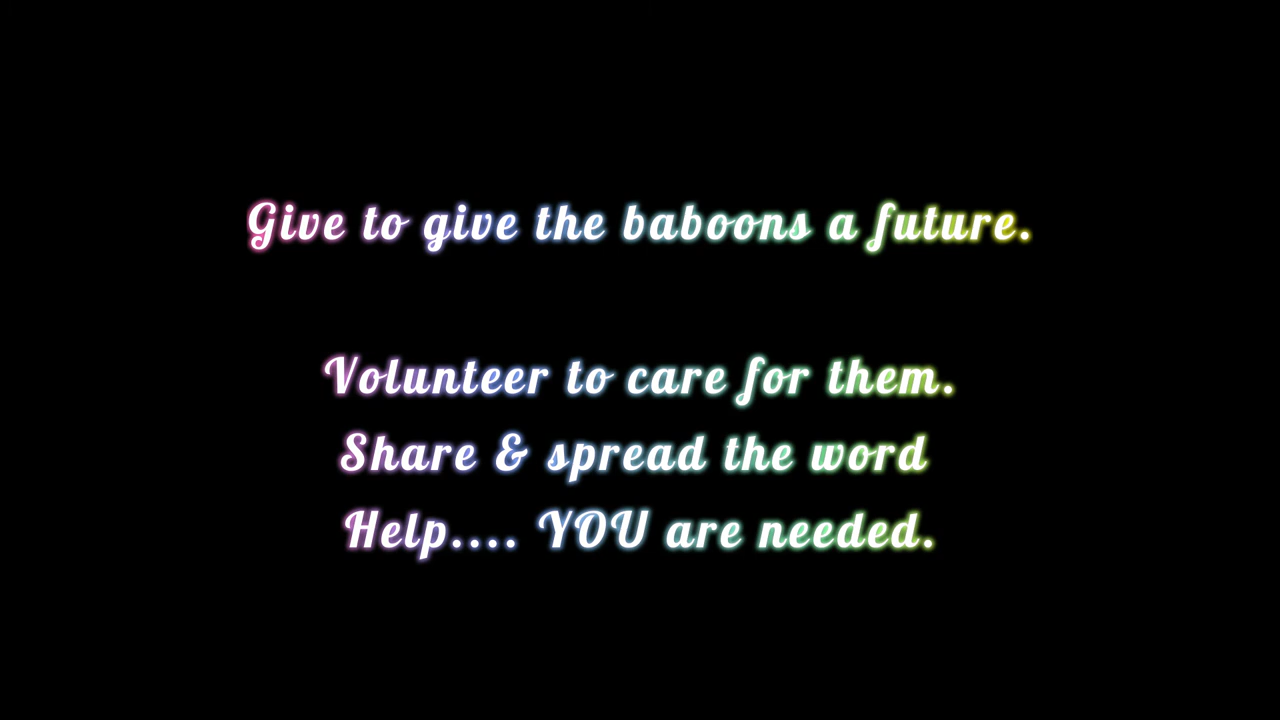 Give to give the baboons a future.
Volunteer to care for them.
Share & spread the word
Help.... YOU are needed.